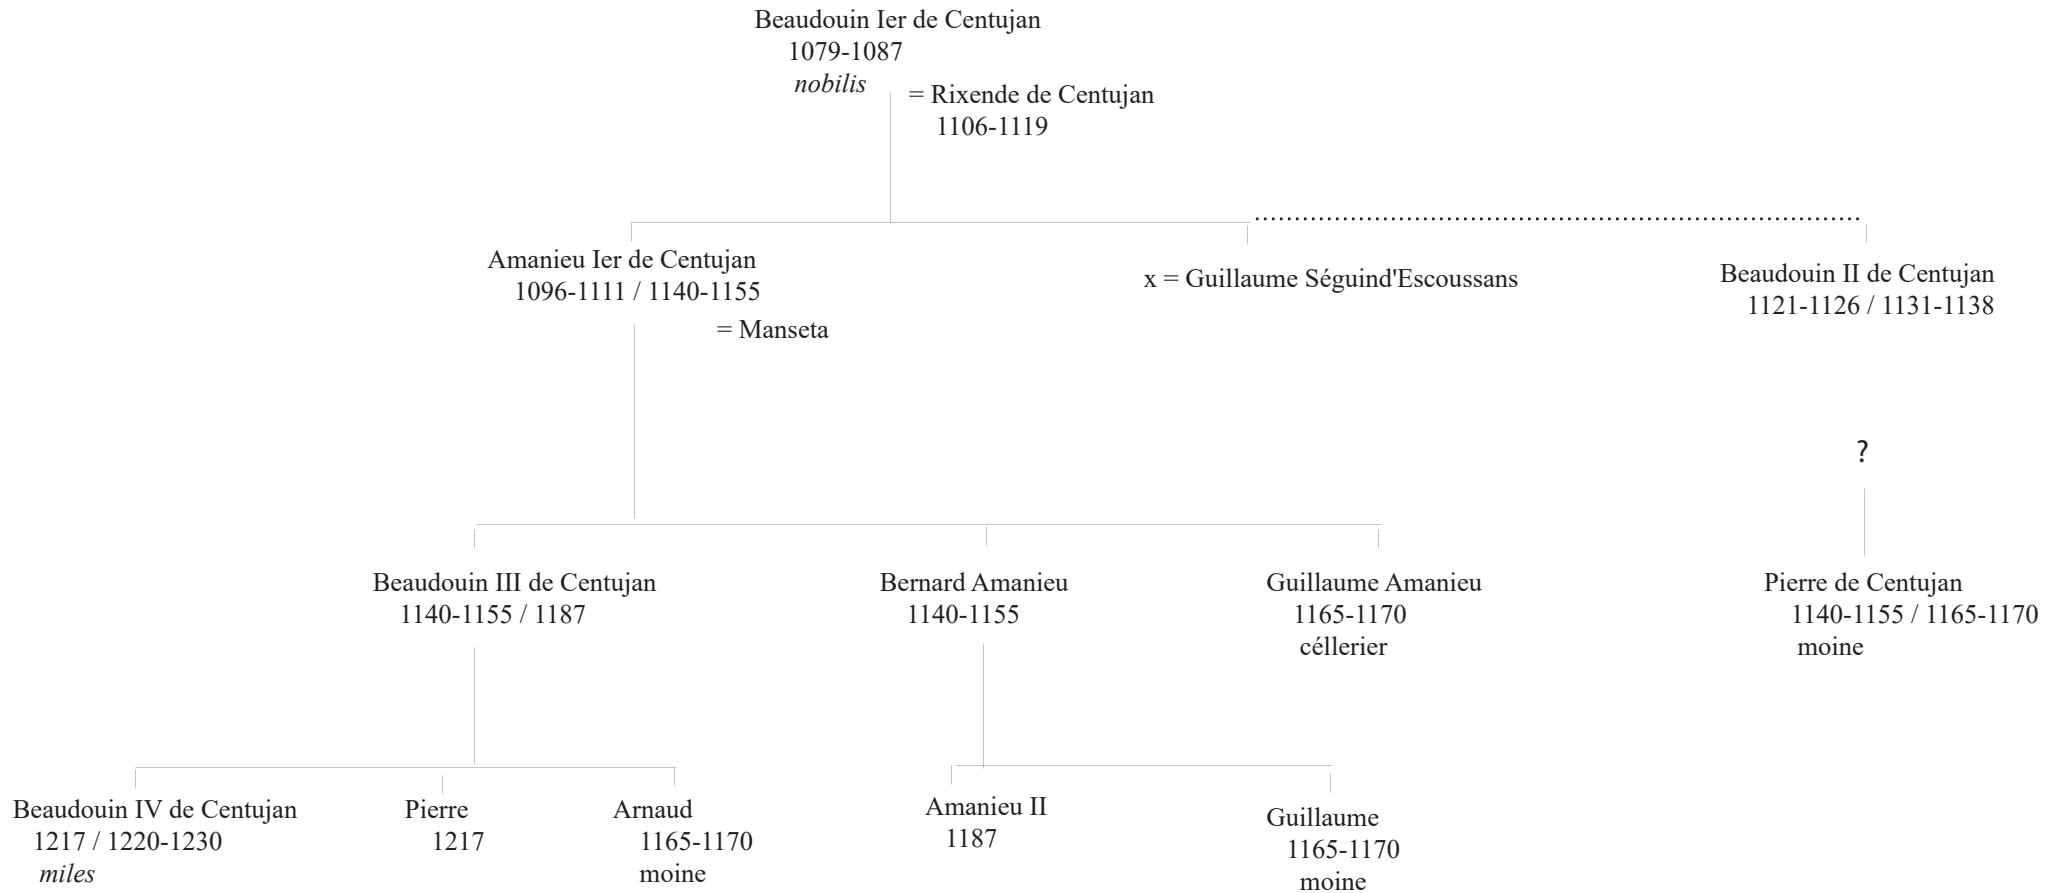 Beaudouin Ier de Centujan
1079-1087
nobilis
= Rixende de Centujan
1106-1119
Amanieu Ier de Centujan
1096-1111 / 1140-1155
= Manseta
x = Guillaume Séguind'Escoussans
Beaudouin II de Centujan
1121-1126 / 1131-1138
?
Beaudouin III de Centujan
1140-1155 / 1187
Bernard Amanieu
1140-1155
Guillaume Amanieu
1165-1170
céllerier
Pierre de Centujan
1140-1155 / 1165-1170
moine
Beaudouin IV de Centujan
1217 / 1220-1230
miles
Pierre
1217
Arnaud
1165-1170
moine
Amanieu II
1187
Guillaume
1165-1170
moine